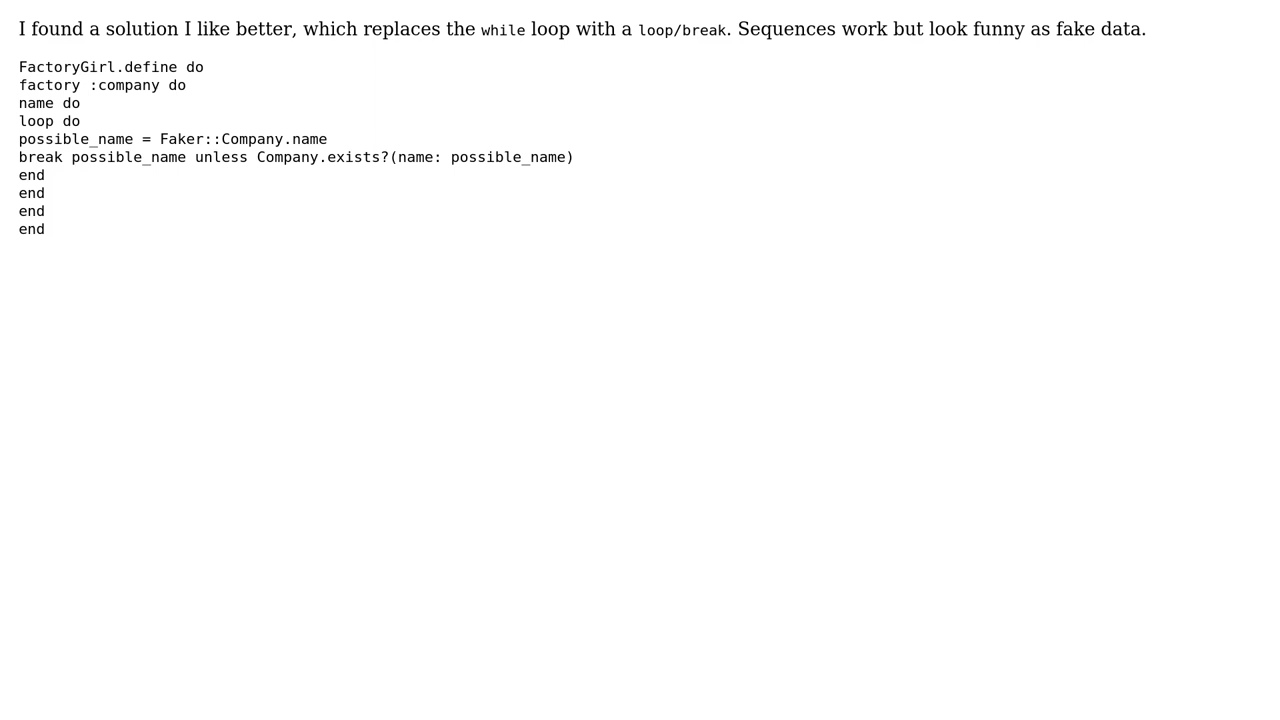 I found a solution I like better, which replaces the while loop with a loop/break. Sequences work but look funny as fake data.
FactoryGirl.define do
factory :company do
name do
loop do
possible_name = Faker::Company.name
break possible_name unless Company.exists?(name: possible_name)
end
end
end
end